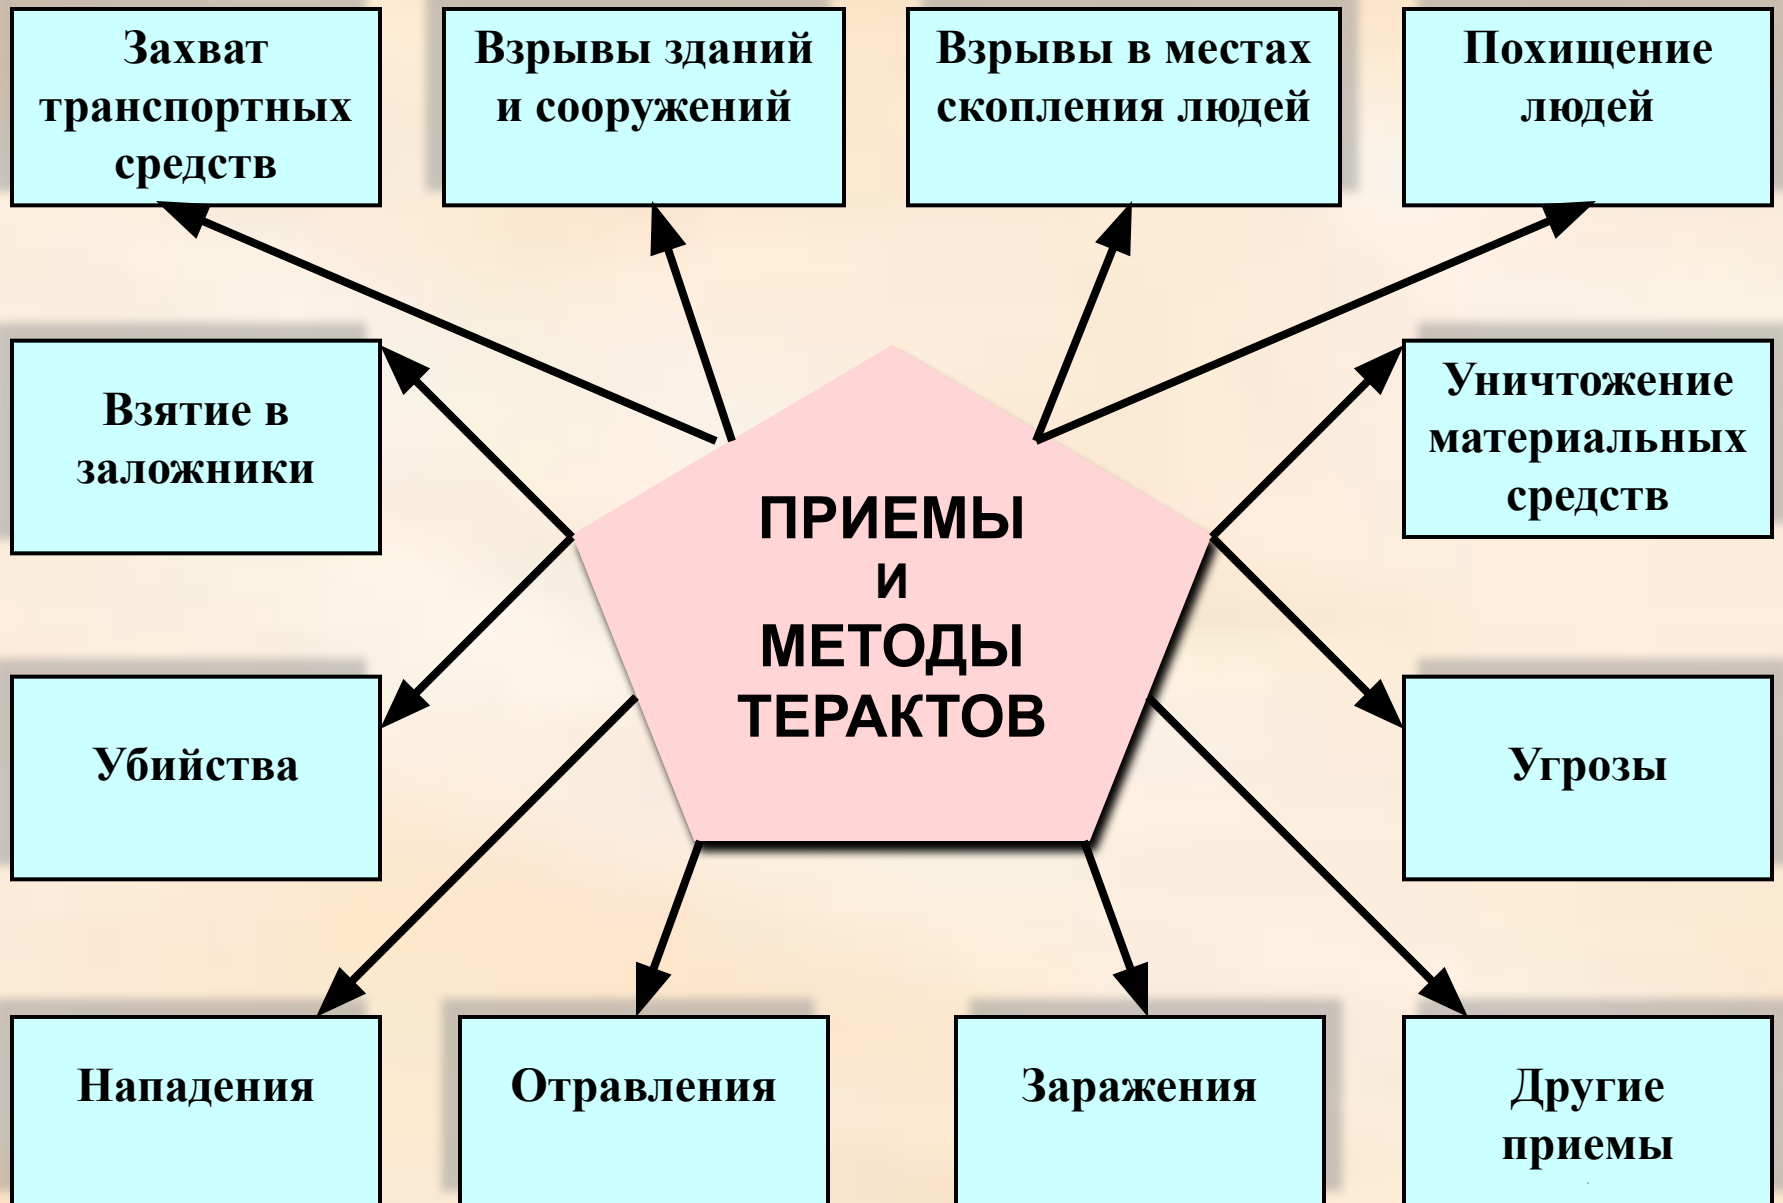 Захват
транспортных
средств
Взрывы зданий
и сооружений
Взрывы в местах
скопления людей
Похищение
людей
Взятие в
заложники
Уничтожение
материальных
средств
ПРИЕМЫ
И
МЕТОДЫ
ТЕРАКТОВ
Убийства
Угрозы
Нападения
Отравления
Заражения
Другие
приемы